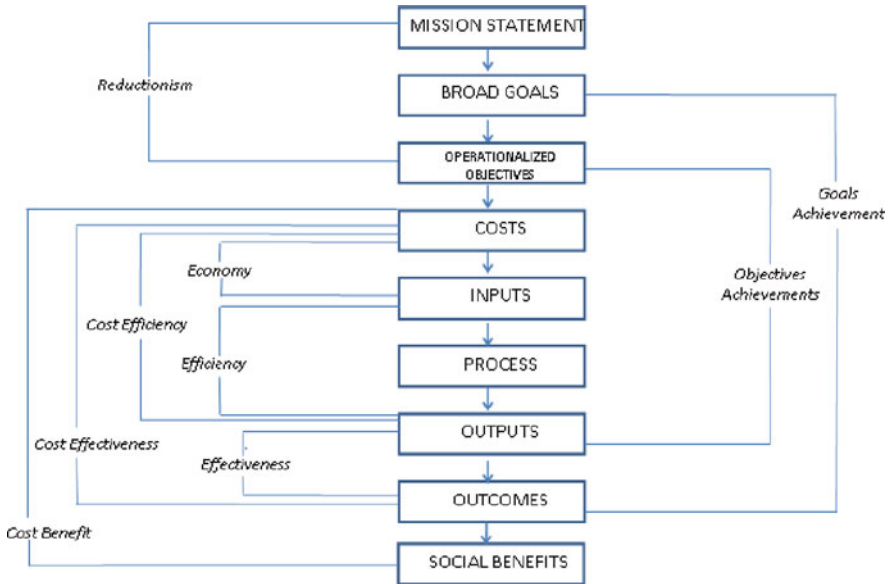 MISSION STATEMENT
Reductionism
BROAD GOALS
OPERATIONALIZED
OBJECTIVES
Goals
Achievement
COSTS
Economy
Objectives
Achievements
INPUTS
Cost Efficiency
PROCESS
Efficiency
OUTPUTS
Cost Effectiveness
Effectiveness
OUTCOMES
Cost Benefit
SOCIAL BENEFITS